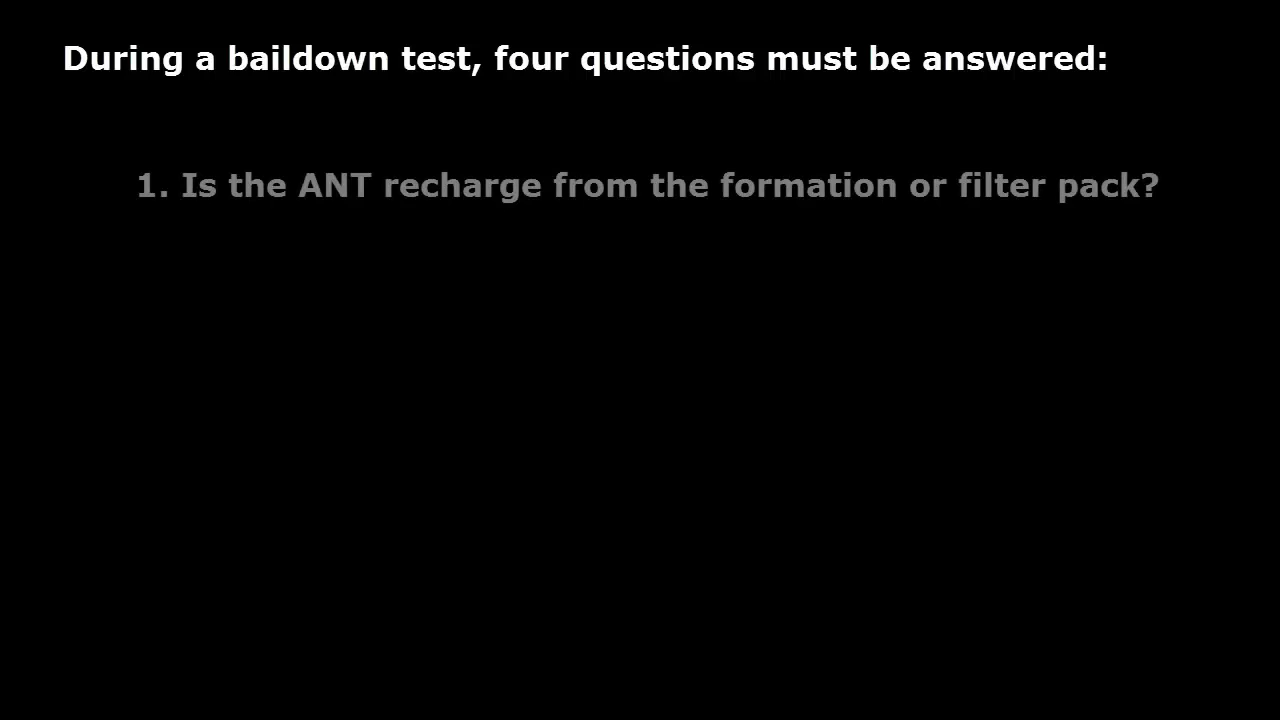 During a baildown test, four questions must be answered:
1. Is the ANT recharge from the formation or filter pack?